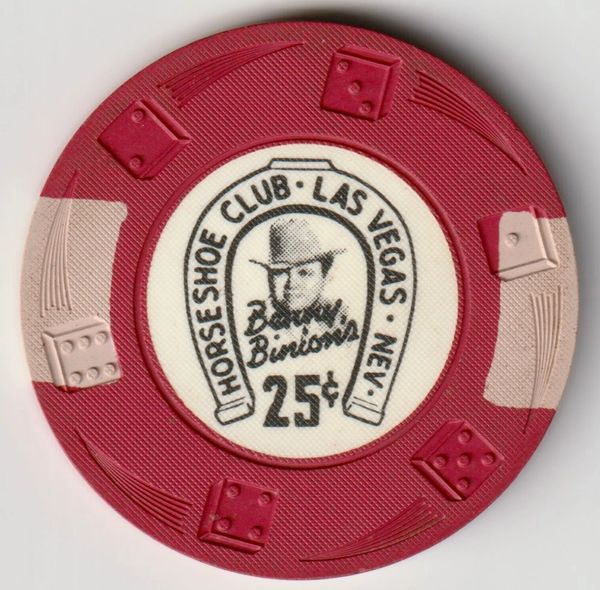 HORSESHOE CLUB · LAS VEGAS · NEV.
Benny
Binion's
25¢